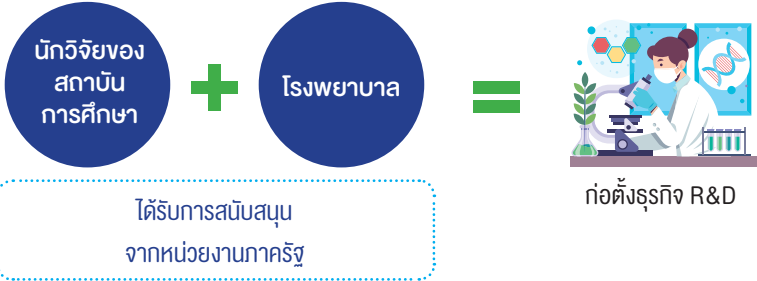 นักวิจัยของ
สถาบัน
การศึกษา
โรงพยาบาล
ได้รับการสนับสนุน
จากหน่วยงานภาครัฐ
ก่อตั้งธุรกิจ R&D